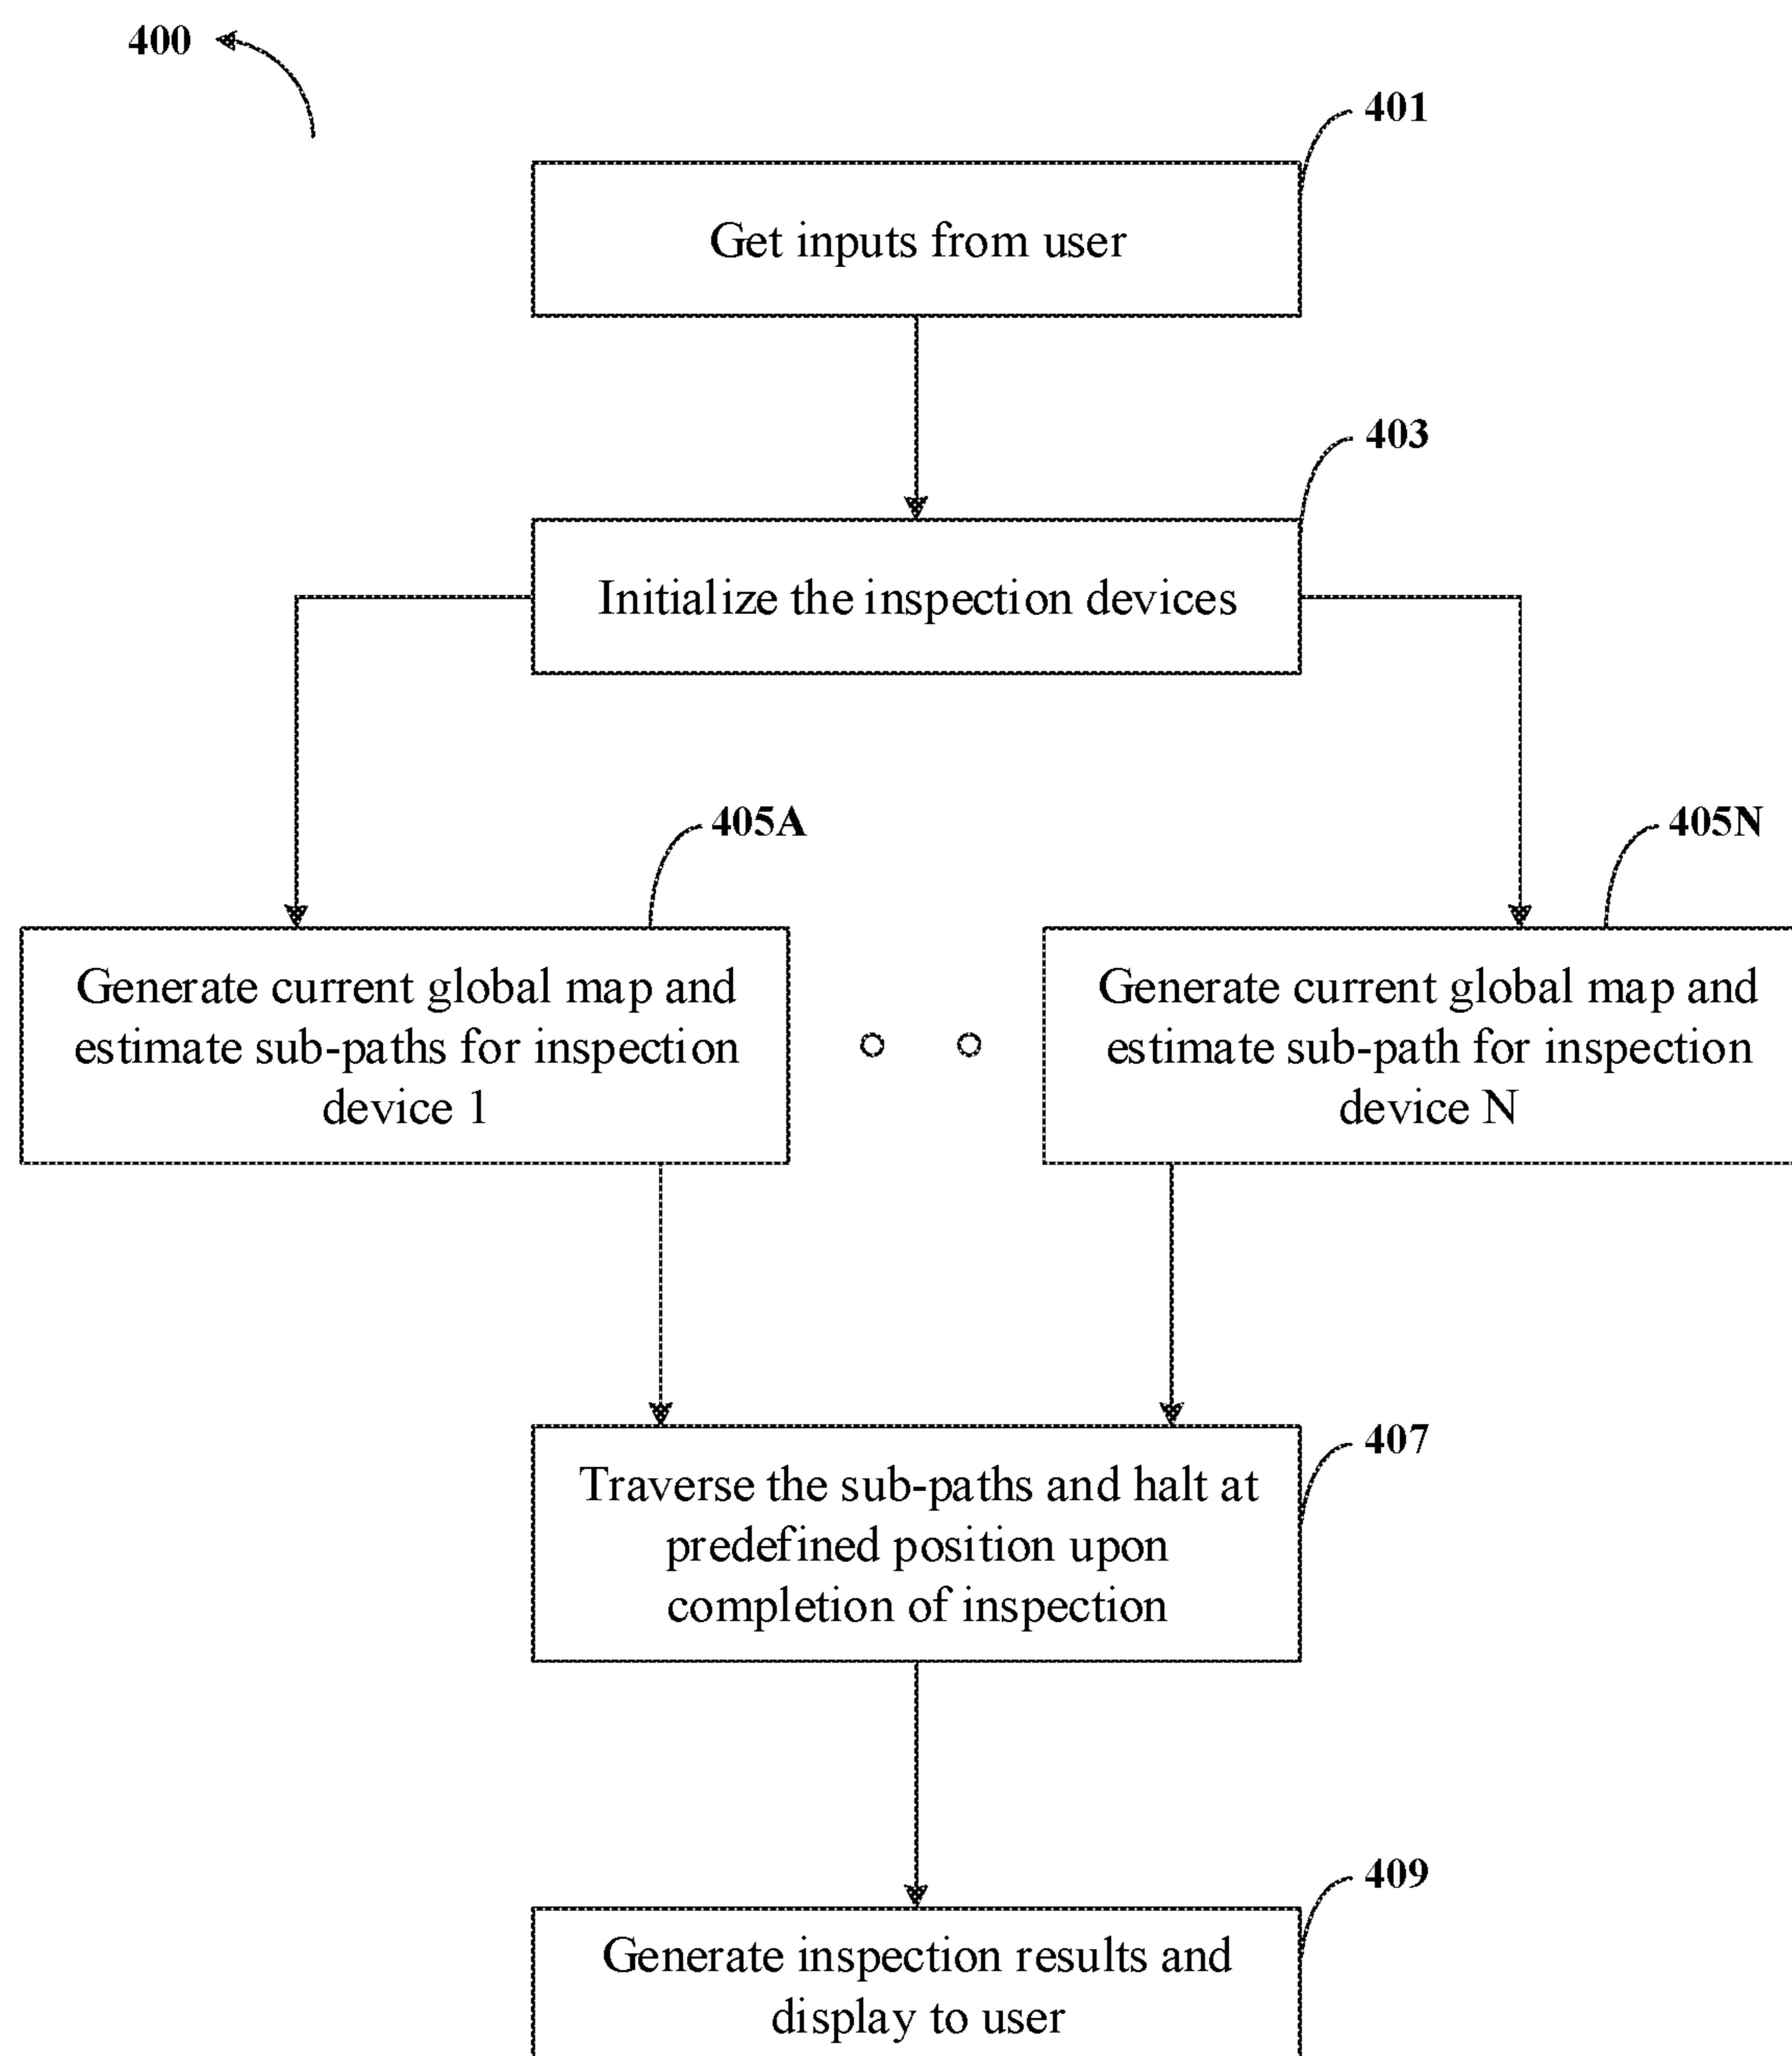 400
401
Get inputs from user
403
Initialize the inspection devices
405A
405N
Generate current global map and
estimate sub-paths for inspection
device 1
Generate current global map and
estimate sub-path for inspection
device N
407
Traverse the sub-paths and halt at
predefined position upon
completion of inspection
409
Generate inspection results and
display to user